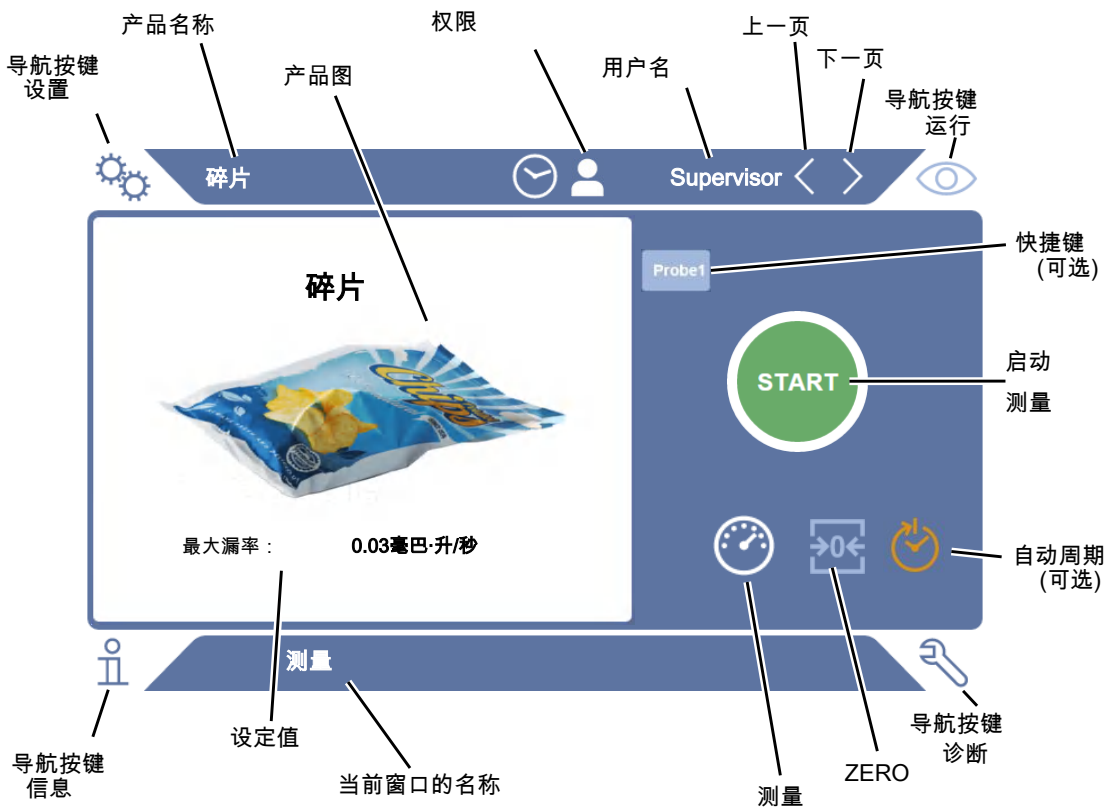 产品名称
权限
上一页
导航按键
设置
产品图
用户名
下一页
导航按键
运行
碎片
Supervisor
碎片
Probe1
快捷键
(可选)
Chips
START
启动
测量
最大漏率：
0.03毫巴·升/秒
→0←
自动周期
(可选)
测量
设定值
导航按键
诊断
导航按键
信息
当前窗口的名称
ZERO
测量